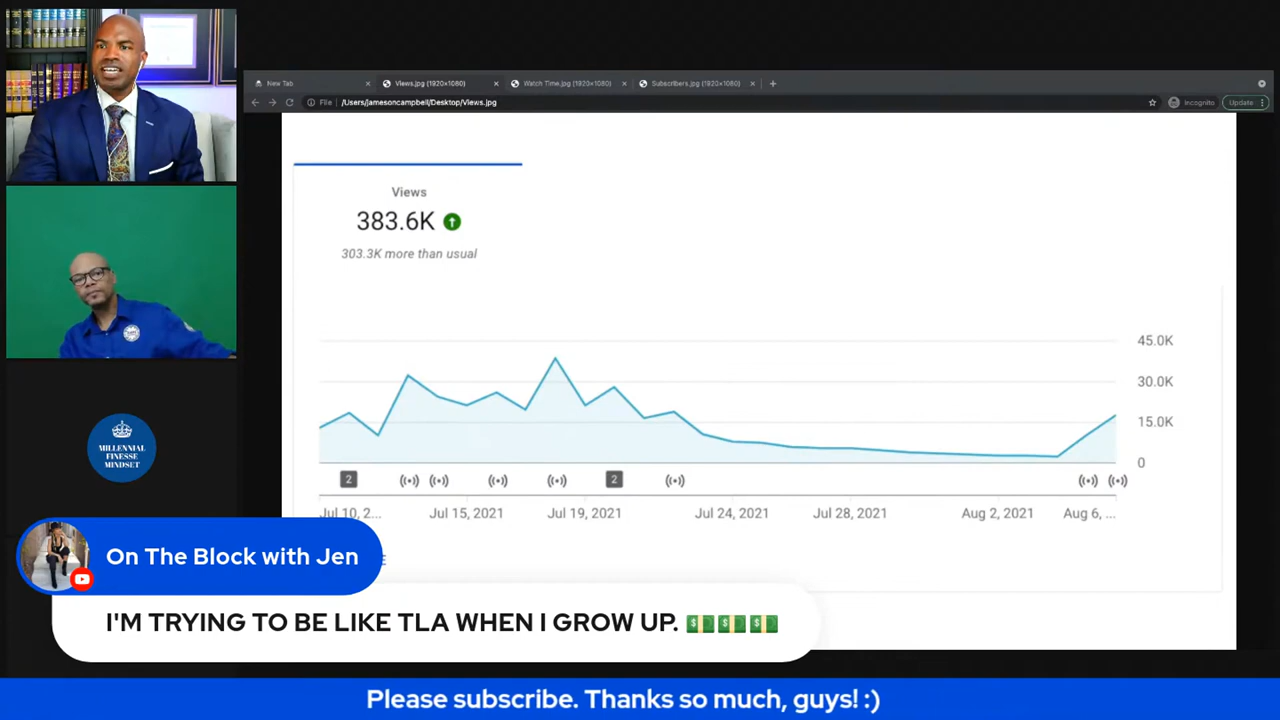 New Tab
Views.jpg (1920×1080)
Watch Time.jpg (1920×1080)
Subscribers.jpg (1920×1080)
File
/Users/jamesoncampbell/Desktop/Views.jpg
Incognito
Update
Views
383.6K
303.3K more than usual
45.0K
30.0K
15.0K
0
2
2
Jul 10, 2...
Jul 15, 2021
Jul 19, 2021
Jul 24, 2021
Jul 28, 2021
Aug 2, 2021
Aug 6, ...
MILLENNIAL
FINESSE
MINDSET
On The Block with Jen
I'M TRYING TO BE LIKE TLA WHEN I GROW UP. 💵💵💵
Please subscribe. Thanks so much, guys! :)